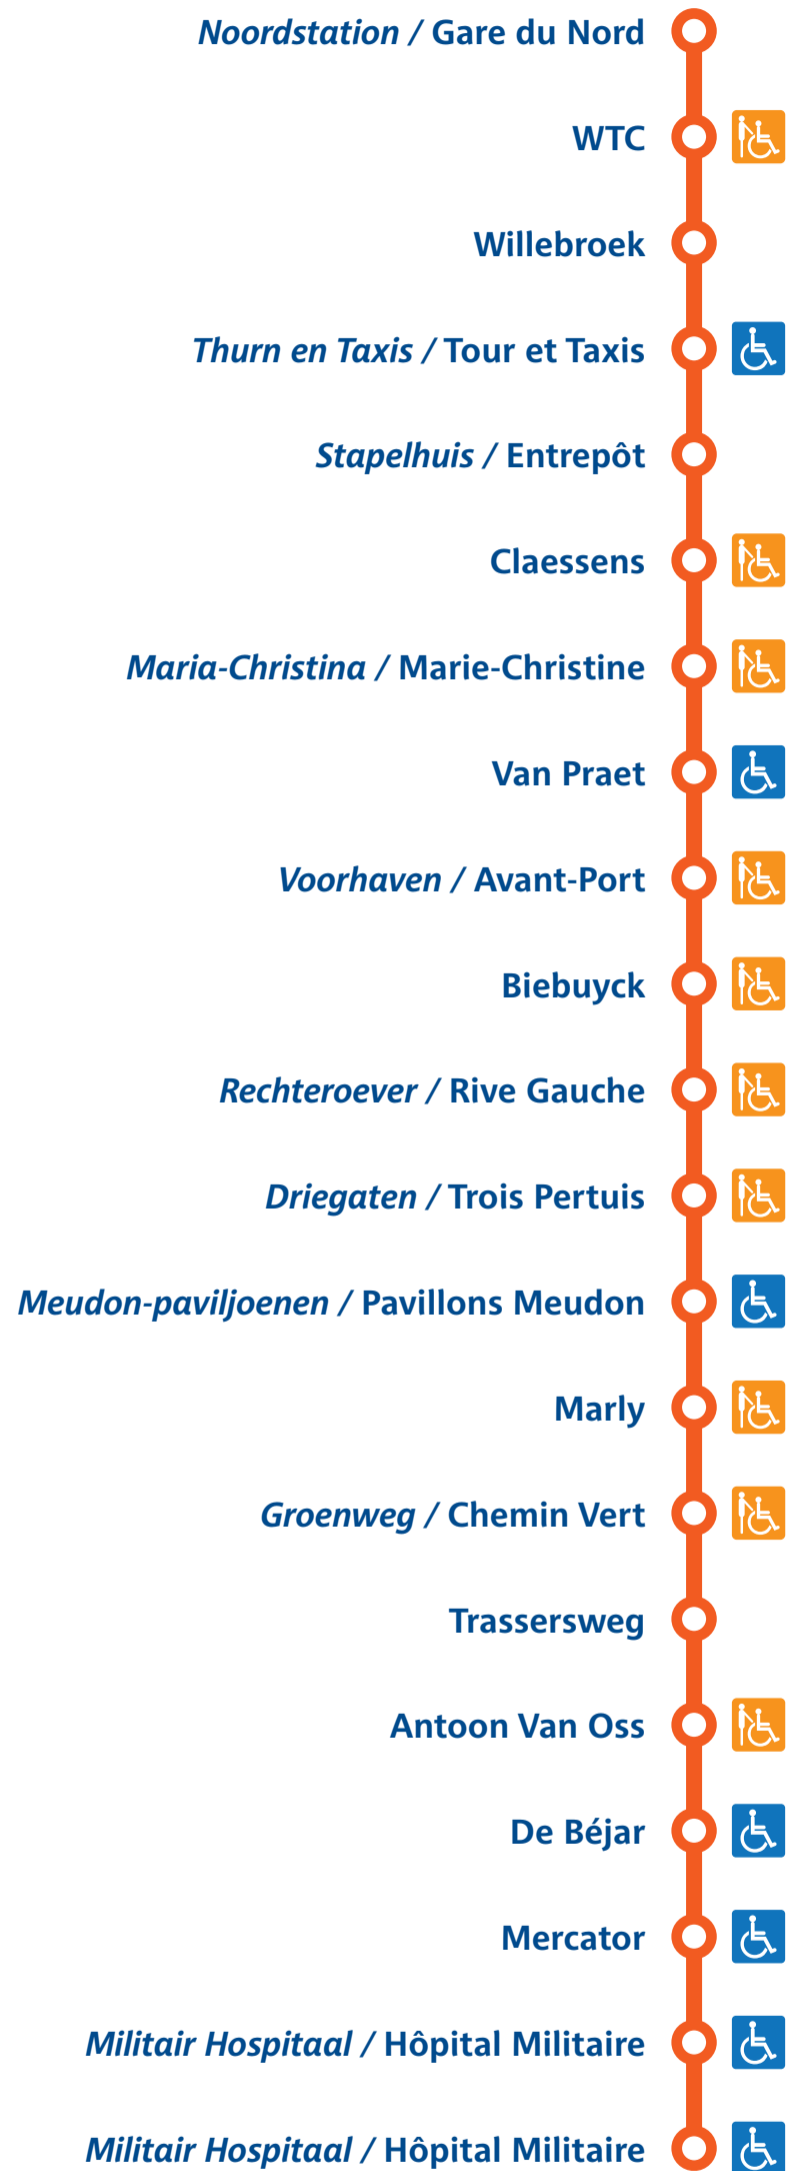 Noordstation / Gare du Nord
WTC
Willebroek
Thurn en Taxis / Tour et Taxis
Stapelhuis / Entrepôt
Claessens
Maria-Christina / Marie-Christine
Van Praet
Voorhaven / Avant-Port
Biebuyck
Rechteroever / Rive Gauche
Driegaten / Trois Pertuis
Meudon-paviljoenen / Pavillons Meudon
Marly
Groenweg / Chemin Vert
Trassersweg
Antoon Van Oss
De Béjar
Mercator
Militair Hospitaal / Hôpital Militaire
Militair Hospitaal / Hôpital Militaire